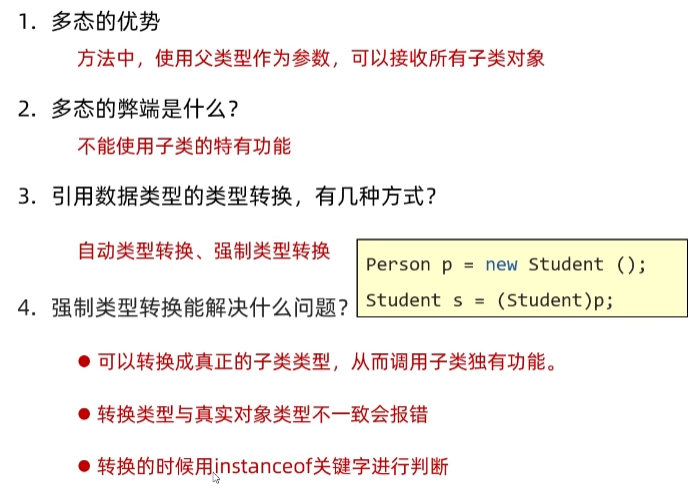 1. 多态的优势
方法中，使用父类型作为参数，可以接收所有子类对象
2. 多态的弊端是什么？
不能使用子类的特有功能
3. 引用数据类型的类型转换，有几种方式？
自动类型转换、强制类型转换
Person p = new Student ();
Student s = (Student)p;
4. 强制类型转换能解决什么问题？
● 可以转换成真正的子类类型，从而调用子类独有功能。
● 转换类型与真实对象类型不一致会报错
● 转换的时候用instanceof关键字进行判断